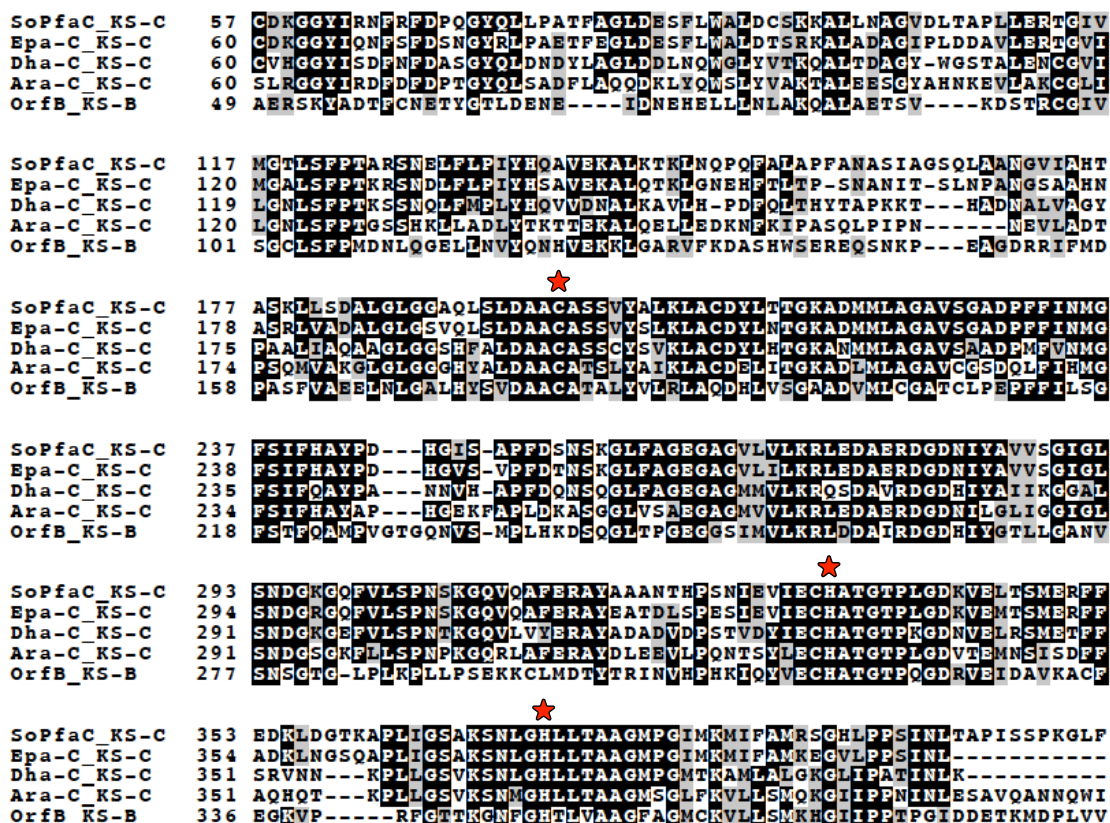 SoPfaC_KS-C 57 CDKGGYIRNFRFDPQGYQLLPATFAGLDESFLWALDCSKKALLNAGVDLTAPLLERTGIV
Epa-C_KS-C 60 CDKGGYIQNFSFDSNGYRLPAETFEGLDESFLWALDTSRKALADAGIPLDDAVLERTGVI
Dha-C_KS-C 60 CVHGGYISDFNFDASGYQLDNDYLAGLDDLNQWGLYVTKQALTDAGY-WGSTALENCGVI
Ara-C_KS-C 60 SLRGGYIRDFDFDPTGYQLSADFLAQQDKLYQWSLYVAKTALEESGYAHNKEVLAKCGLI
OrfB_KS-B 49 AERSKYADTFCNETYGTLDENE----IDNEHELLLNLAKQALAETSV----KDSTRCGIV
SoPfaC_KS-C 117 MGTLSFPTARSNELFLPIYHQAVEKALKTKLNQPQFALAPFANASIAGSQLAANGVIAHT
Epa-C_KS-C 120 MGALSFPTKRSNDLFLPIYHSAVEKALQTKLGNEHFTLTP-SNANIT-SLNPANGSAAHN
Dha-C_KS-C 119 LGNLSFPTKSSNQLFMPLYHQVVDNALKAVLH-PDFQLTHYTAPKKT---HADNALVAGY
Ara-C_KS-C 120 LGNLSFPTGSSHKLLADLYTKTTEKALQELLEDKNFKIPASQLPIPN------NEVLADT
OrfB_KS-B 101 SGCLSFPMDNLQGELLNVYQNHVEKKLGARVFKDASHWSEREQSNKP---EAGDRRIFMD
SoPfaC_KS-C 177 ASKLLSDALGLGGAQLSLDAACASSVYALKLACDYLTTGKADMMLAGAVSGADPFFINMG
Epa-C_KS-C 178 ASRLVADALGLGSVQLSLDAACASSVYSLKLACDYLNTGKADMMLAGAVSGADPFFINMG
Dha-C_KS-C 175 PAALIAQAAGLGGSHFALDAACASSCYSVKLACDYLHTGKANMMLAGAVSAADPMFVNMG
Ara-C_KS-C 174 PSQMVAKGLGLGGGHYALDAACATSLYAIKLACDELITGKADLMLAGAVCGSDQLFIHMG
OrfB_KS-B 158 PASFVAEELNLGALHYSVDAACATALYVLRLAQDHLVSGAADVMLCGATCLPEPFFILSG
SoPfaC_KS-C 237 FSIFHAYPD---HGIS-APFDSNSKGLFAGEGAGVLVLKRLEDAERDGDNIYAVVSGIGL
Epa-C_KS-C 238 FSIFHAYPD---HGVS-VPFDTNSKGLFAGEGAGVLILKRLEDAERDGDNIYAVVSGIGL
Dha-C_KS-C 235 FSIFQAYPA---NNVH-APFDQNSQGLFAGEGAGMMVLKRQSDAVRDGDHIYAIIKGGAL
Ara-C_KS-C 234 FSIFHAYAP---HGEKFAPLDKASGGLVSAEGAGMVVLKRLEDAERDGDNILGLIGGIGL
OrfB_KS-B 218 FSTFQAMPVGTGQNVS-MPLHKDSQGLTPGEGGSIMVLKRLDDAIRDGDHIYGTLLGANV
SoPfaC_KS-C 293 SNDGKGQFVLSPNSKGQVQAFERAYAAANTHPSNIEVIECHATGTPLGDKVELTSMERFF
Epa-C_KS-C 294 SNDGRGQFVLSPNSKGQVQAFERAYEATDLSPESIEVIECHATGTPLGDKVEMTSMERFF
Dha-C_KS-C 291 SNDGKGEFVLSPNTKGQVLVYERAYADADVDPSTVDYIECHATGTPKGDNVELRSMETFF
Ara-C_KS-C 291 SNDGSGKFLLSPNPKGQRLAFERAYDLEEVLPQNTSYLECHATGTPLGDVTEMNSISDFF
OrfB_KS-B 277 SNSGTG-LPLKPLLPSEKKCLMDTYTRINVHPHKIQYVECHATGTPQGDRVEIDAVKACF
SoPfaC_KS-C 353 EDKLDGTKAPLIGSAKSNLGHLLTAAGMPGIMKMIFAMRSGHLPPSINLTAPISSPKGLF
Epa-C_KS-C 354 ADKLNGSQAPLIGSAKSNLGHLLTAAGMPGIMKMIFAMKEGVLPPSINL-----------
Dha-C_KS-C 351 SRVNN---KPLLGSVKSNLGHLLTAAGMPGMTKAMLALGKGLIPATINLK----------
Ara-C_KS-C 351 AQHQT---KPLLGSVKSNMGHLLTAAGMSGLFKVLLSMQKGIIPPNINLESAVQANNQWI
OrfB_KS-B 336 EGKVP-----RFGTTKGNFGHTLVAAGFAGMCKVLLSMKHGIIPPTPGIDDETKMDPLVV